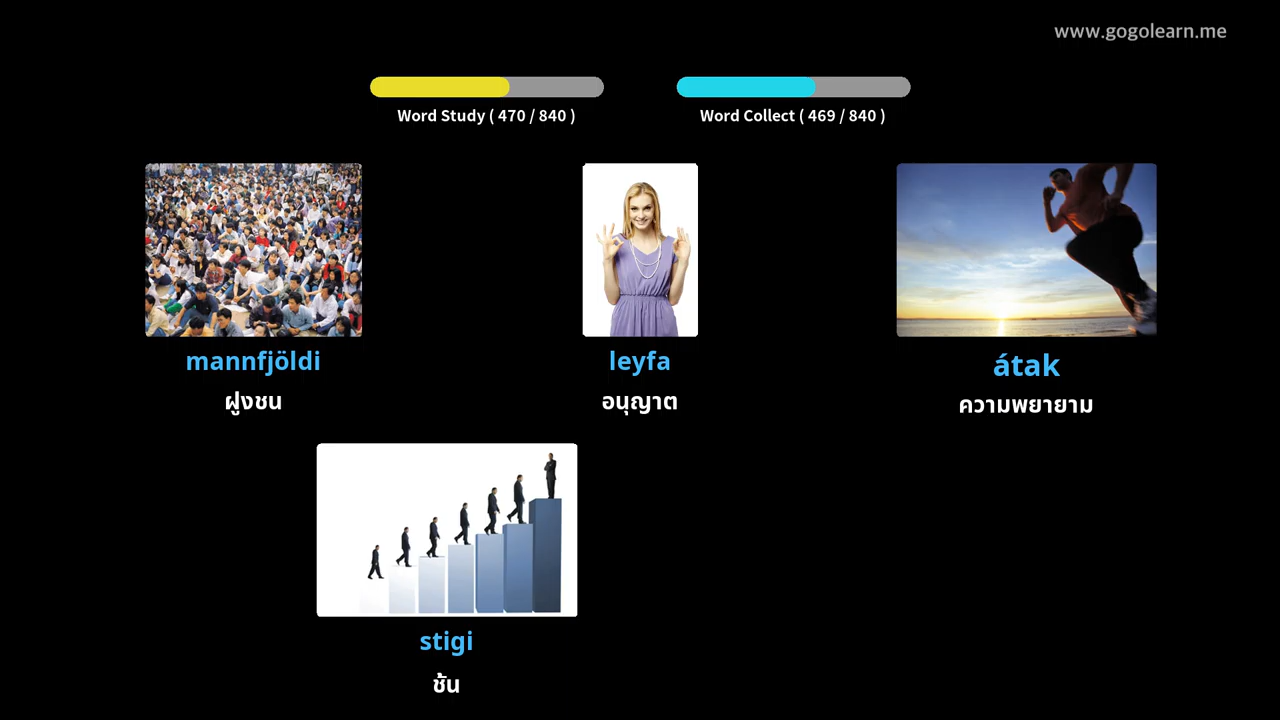 www.gogolearn.me
Word Study ( 470 / 840 )
Word Collect ( 469 / 840 )
mannfjöldi
ฝูงชน
leyfa
อนุญาต
átak
ความพยายาม
stigi
ชั้น